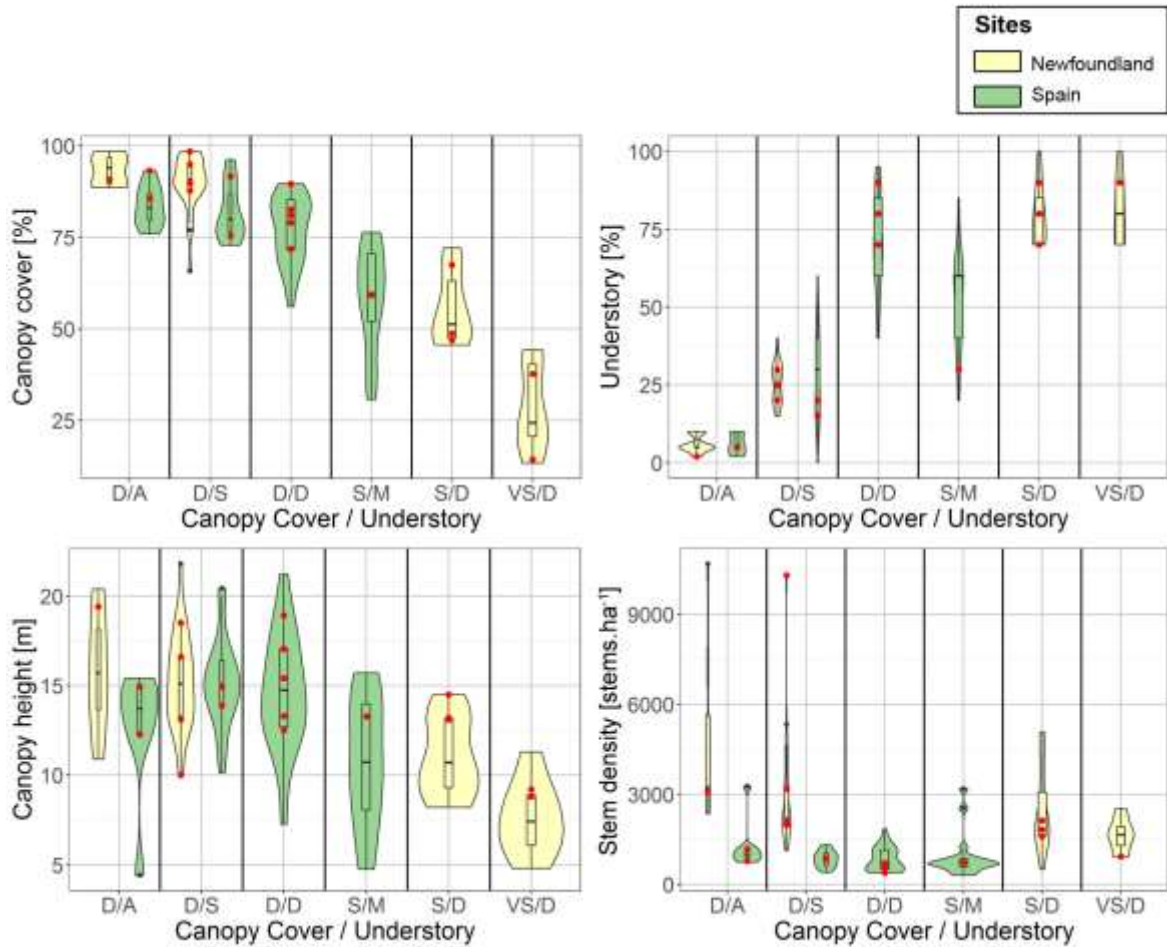 Sites
Newfoundland
Spain
Canopy cover [%]
100
75
50
25
D/A D/S D/D S/M S/D VS/D
Canopy Cover / Understory
Understory [%]
100
75
50
25
0
D/A D/S D/D S/M S/D VS/D
Canopy Cover / Understory
Canopy height [m]
20
15
10
5
D/A D/S D/D S/M S/D VS/D
Canopy Cover / Understory
Stem density [stems.ha⁻¹]
9000
6000
3000
0
D/A D/S D/D S/M S/D VS/D
Canopy Cover / Understory